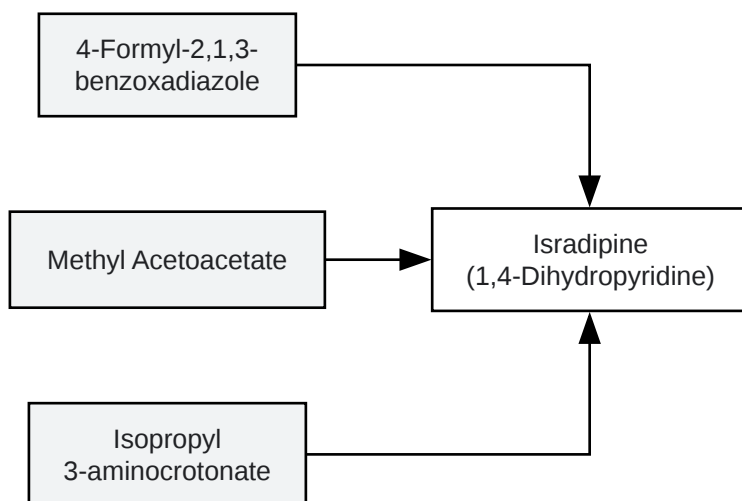 4-Formyl-2,1,3-
benzoxadiazole
Methyl Acetoacetate
Isradipine
(1,4-Dihydropyridine)
Isopropyl
3-aminocrotonate